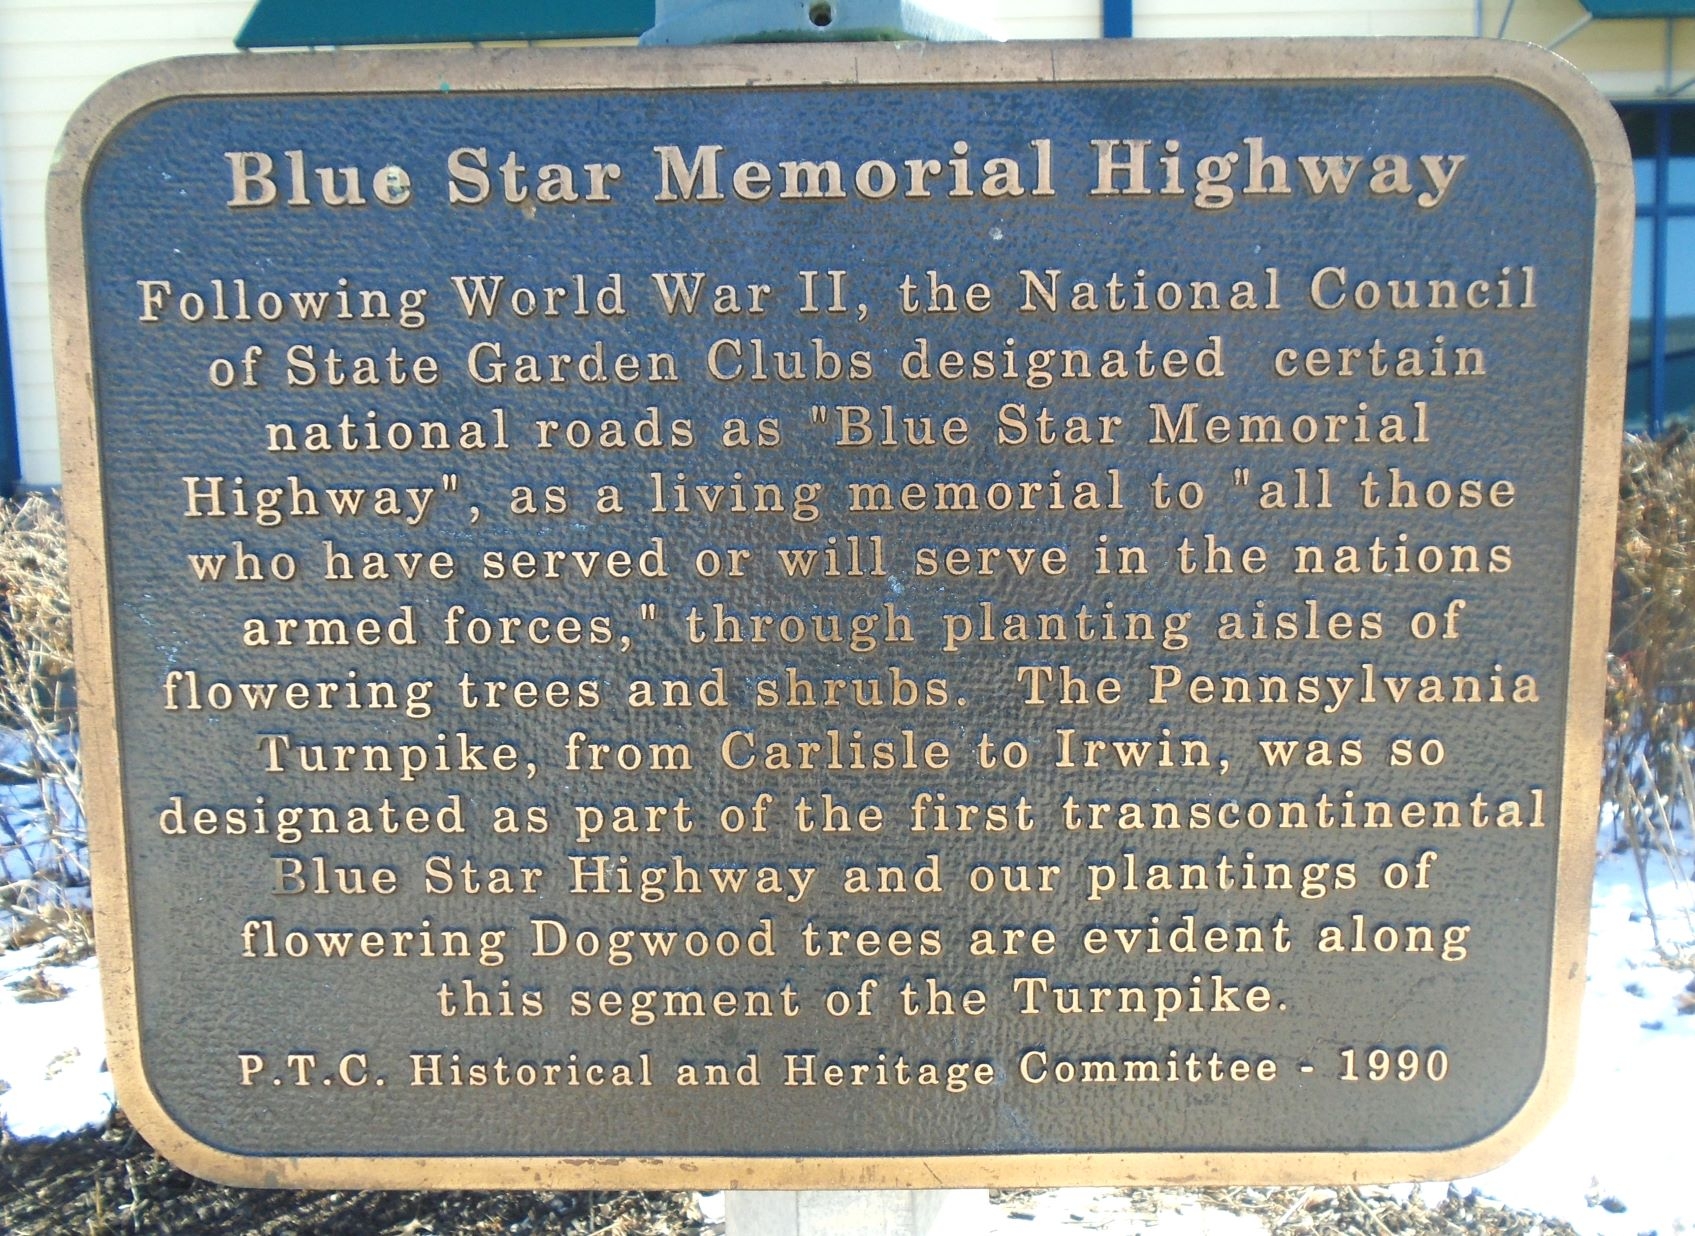 Blue Star Memorial Highway
Following World War II, the National Council
of State Garden Clubs designated certain
national roads as "Blue Star Memorial
Highway", as a living memorial to "all those
who have served or will serve in the nations
armed forces," through planting aisles of
flowering trees and shrubs. The Pennsylvania
Turnpike, from Carlisle to Irwin, was so
designated as part of the first transcontinental
Blue Star Highway and our plantings of
flowering Dogwood trees are evident along
this segment of the Turnpike.
P.T.C. Historical and Heritage Committee - 1990